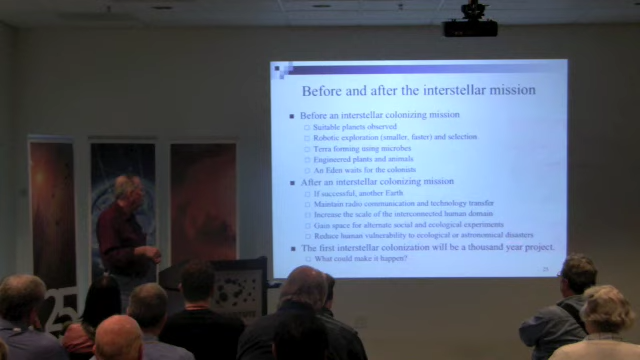 Before and after the interstellar mission
Before an interstellar colonizing mission
Suitable planets observed
Robotic exploration (smaller, faster) and selection
Terra forming using microbes
Engineered plants and animals
An Eden waits for the colonists
After an interstellar colonizing mission
If successful, another Earth
Maintain radio communication and technology transfer
Increase the scale of the interconnected human domain
Gain space for alternate social and ecological experiments
Reduce human vulnerability to ecological or astronomical disasters
The first interstellar colonization will be a thousand year project.
What could make it happen?
25